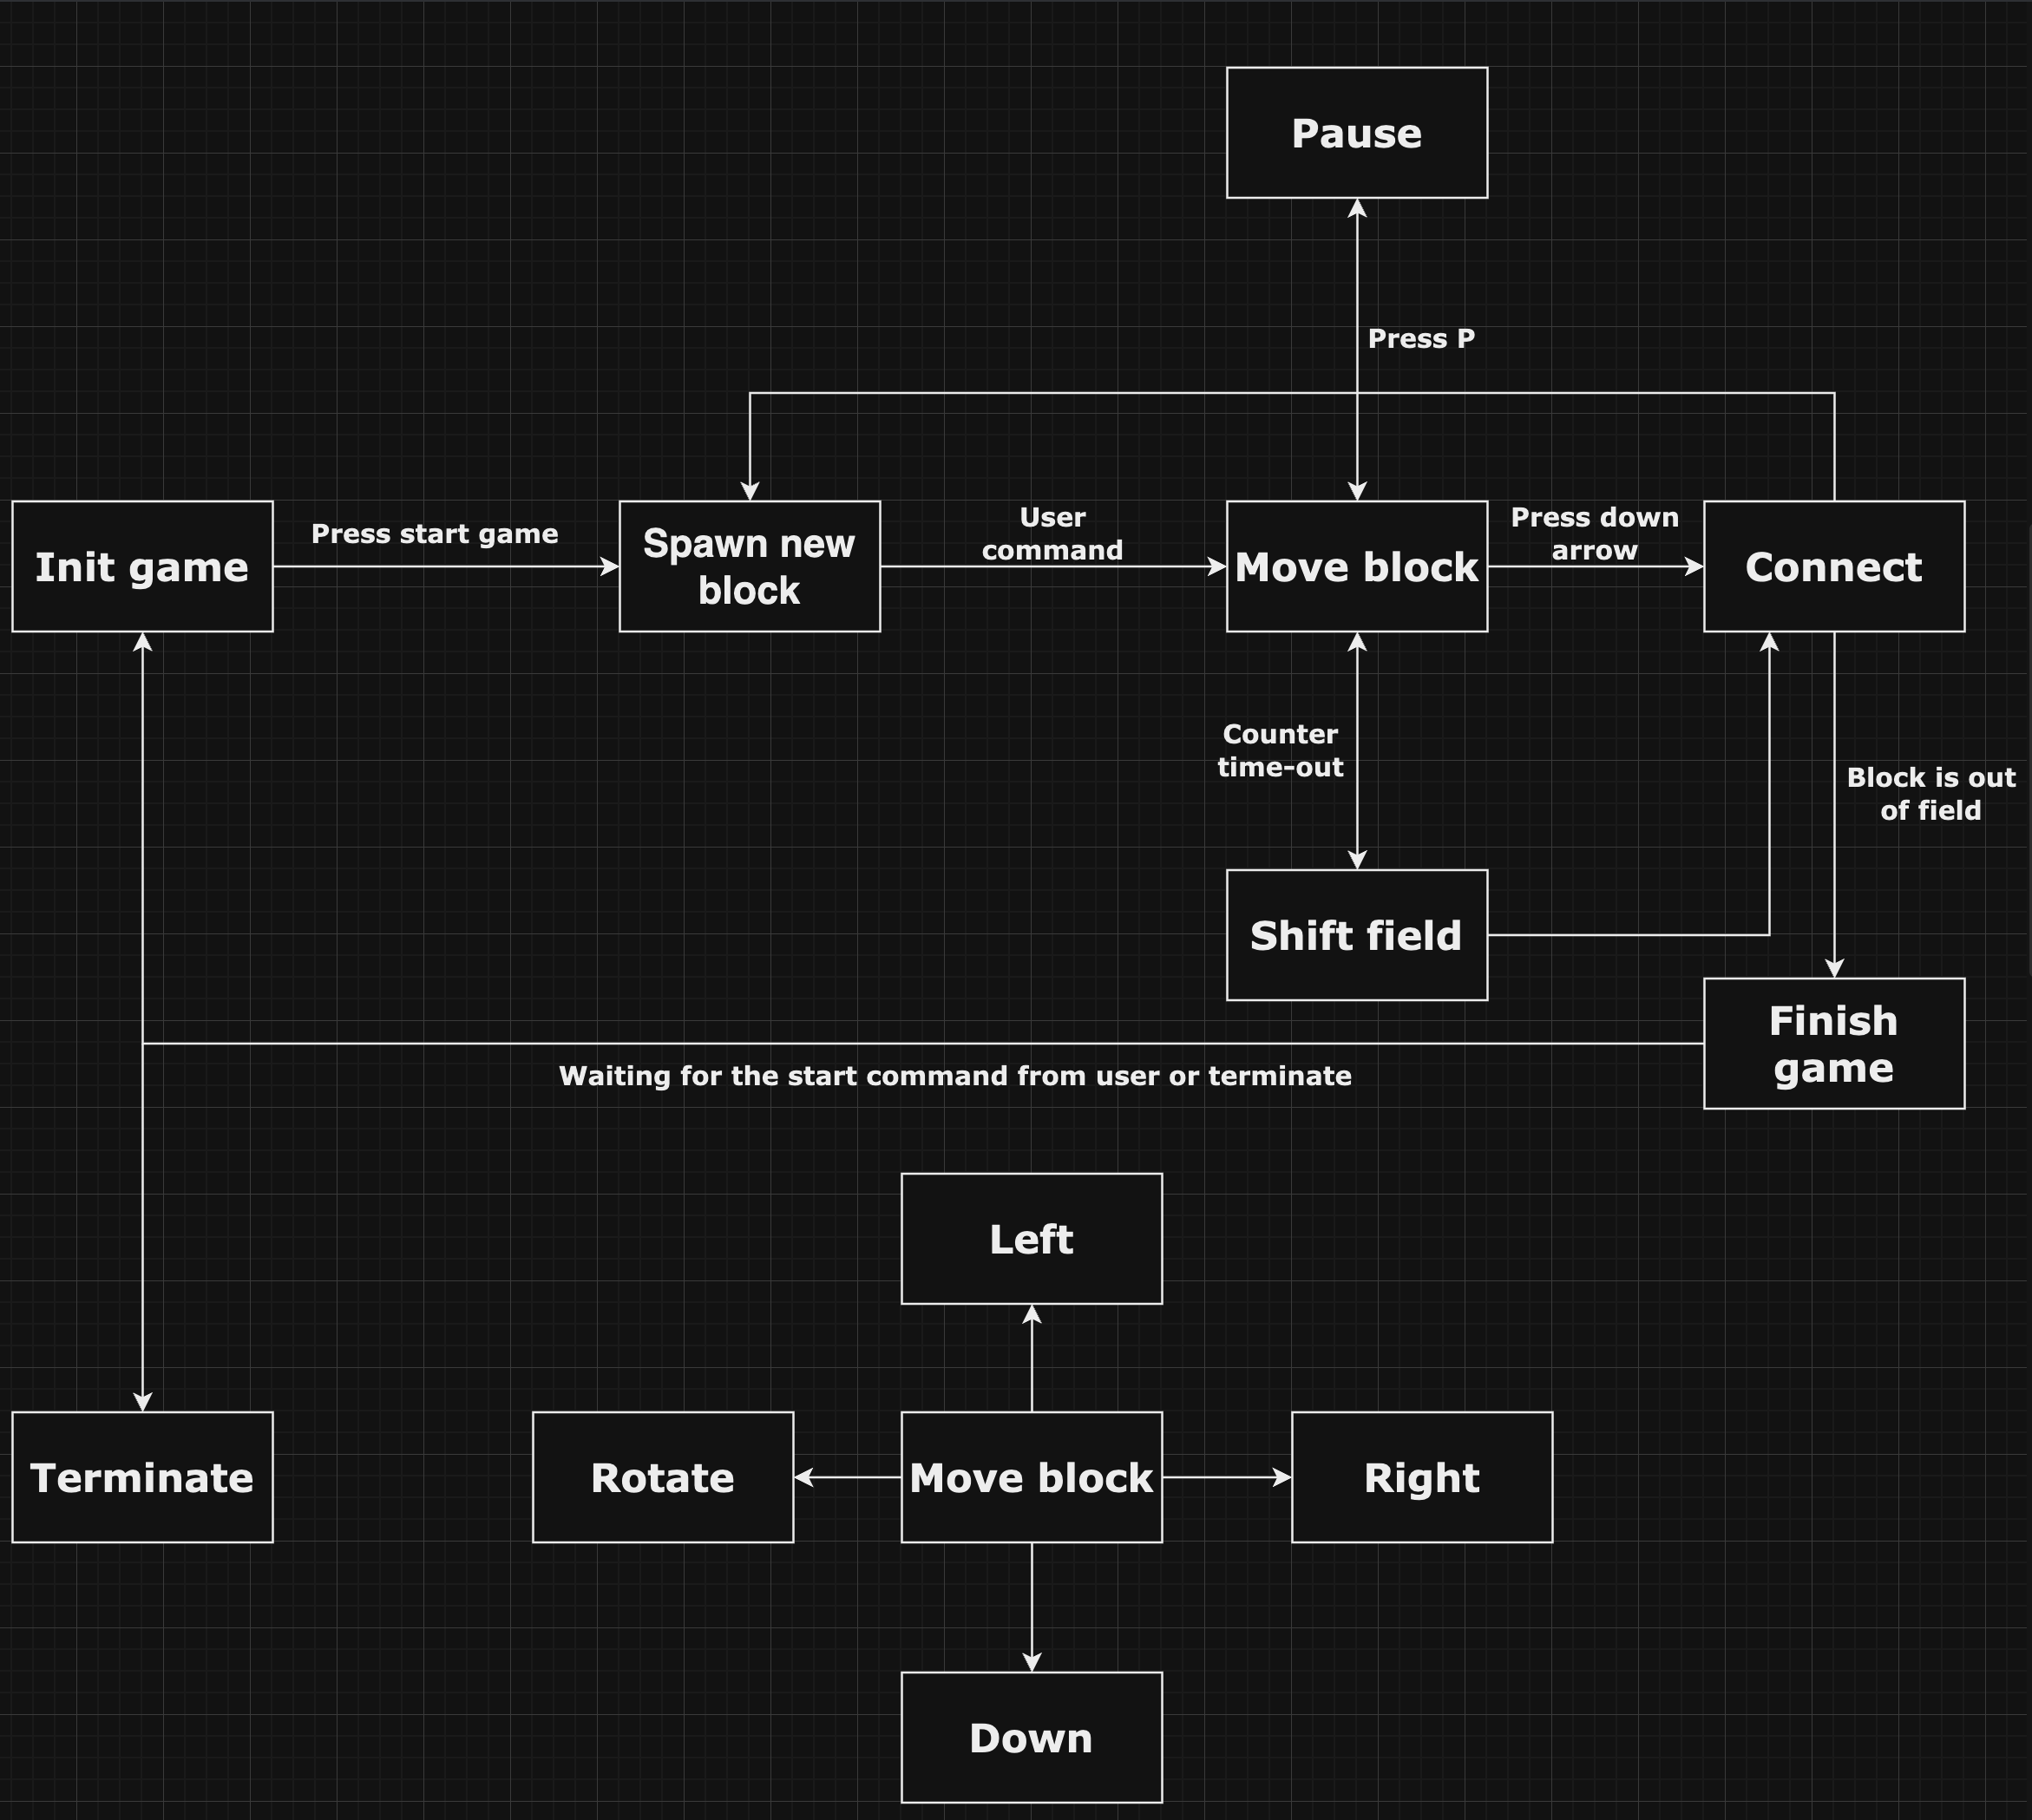 Pause
Press P
Init game
Press start game
Spawn new
block
User
command
Move block
Press down
arrow
Connect
Counter
time-out
Block is out
of field
Shift field
Finish
game
Waiting for the start command from user or terminate
Left
Terminate
Rotate
Move block
Right
Down